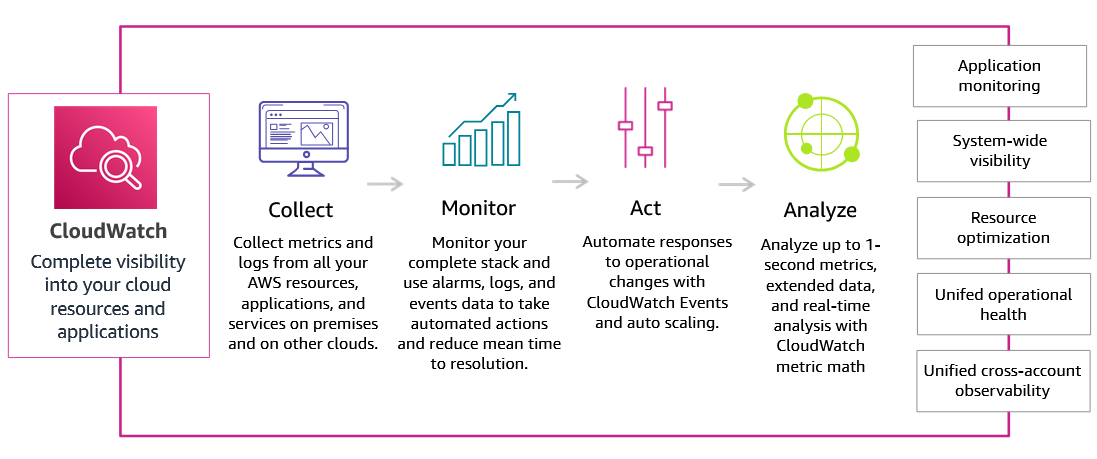 CloudWatch
Complete visibility
into your cloud
resources and
applications
Collect
Collect metrics and
logs from all your
AWS resources,
applications, and
services on premises
and on other clouds.
Monitor
Monitor your
complete stack and
use alarms, logs, and
events data to take
automated actions
and reduce mean time
to resolution.
Act
Automate responses
to operational
changes with
CloudWatch Events
and auto scaling.
Analyze
Analyze up to 1-
second metrics,
extended data,
and real-time
analysis with
CloudWatch
metric math
Application
monitoring
System-wide
visibility
Resource
optimization
Unifed operational
health
Unified cross-account
observability